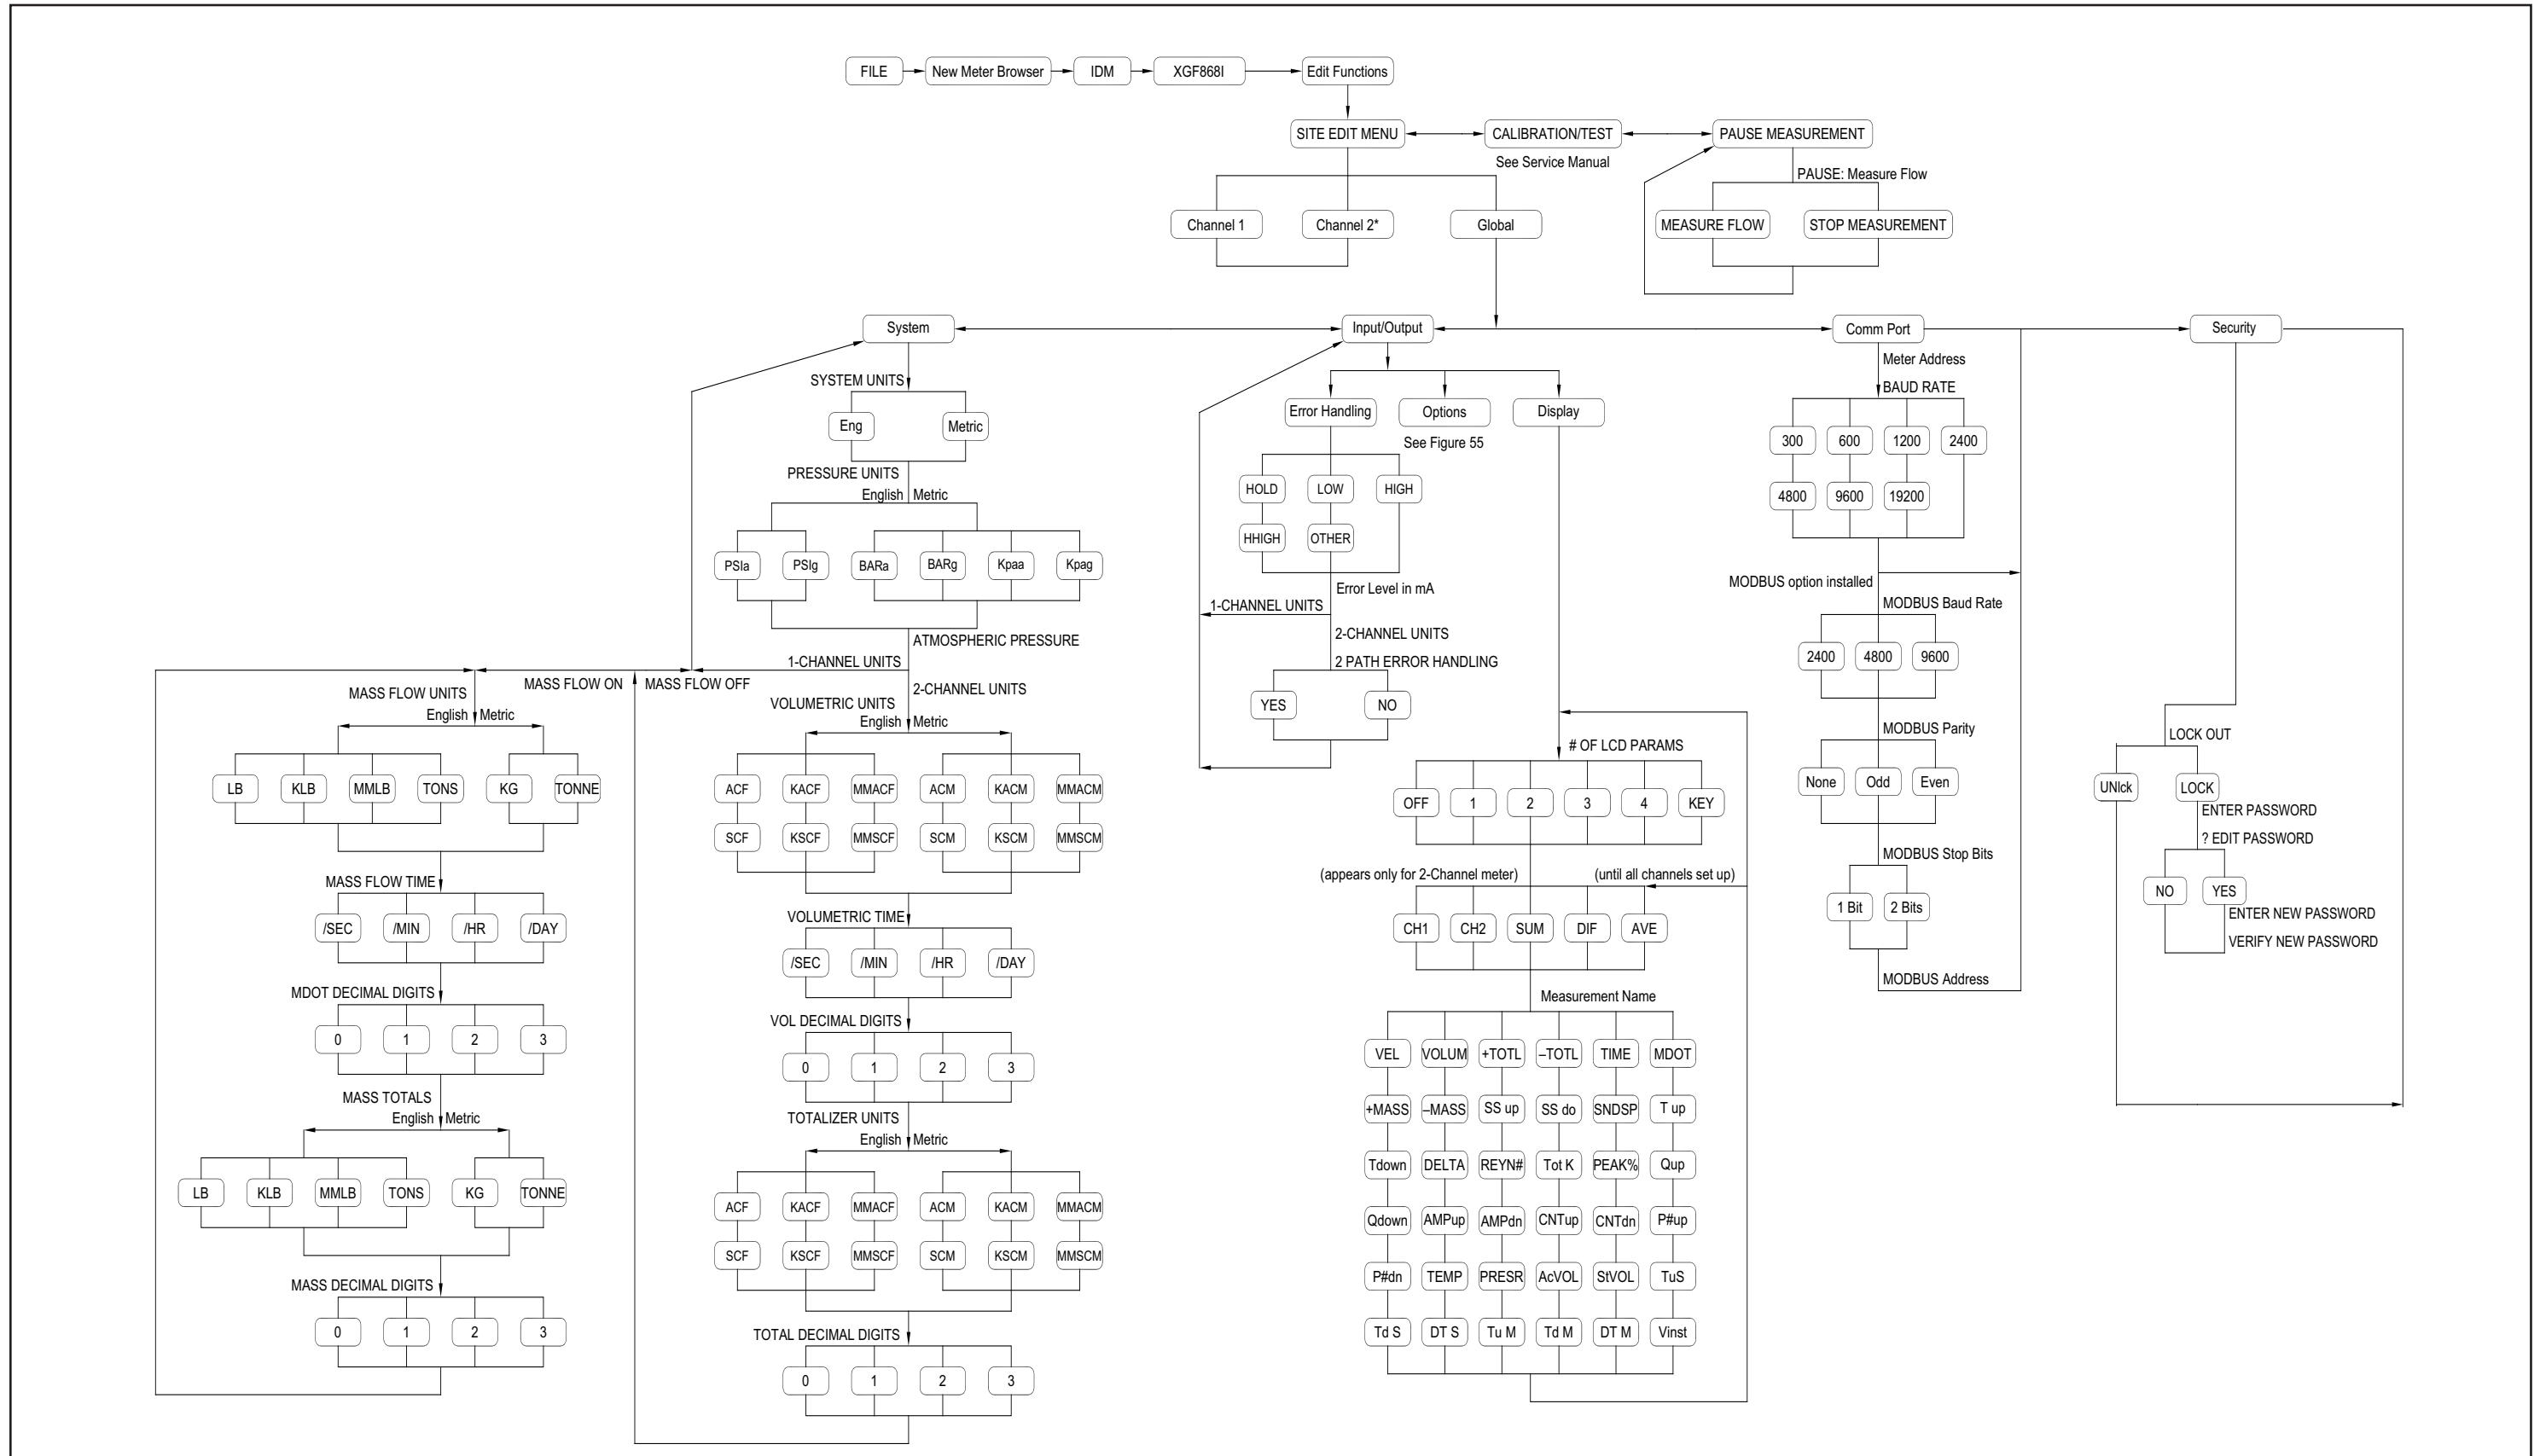 FILE
New Meter Browser
IDM
XGF868I
Edit Functions
SITE EDIT MENU
CALIBRATION/TEST
PAUSE MEASUREMENT
See Service Manual
PAUSE: Measure Flow
Channel 1
Channel 2*
Global
MEASURE FLOW
STOP MEASUREMENT
System
Input/Output
Comm Port
Security
SYSTEM UNITS
Eng
Metric
PRESSURE UNITS
English
Metric
PSIa
PSIg
BARa
BARg
Kpaa
Kpag
ATMOSPHERIC PRESSURE
1-CHANNEL UNITS
MASS FLOW ON
MASS FLOW OFF
2-CHANNEL UNITS
MASS FLOW UNITS
English
Metric
LB
KLB
MMLB
TONS
KG
TONNE
MASS FLOW TIME
/SEC
/MIN
/HR
/DAY
MDOT DECIMAL DIGITS
0
1
2
3
MASS TOTALS
English
Metric
LB
KLB
MMLB
TONS
KG
TONNE
MASS DECIMAL DIGITS
0
1
2
3
VOLUMETRIC UNITS
English
Metric
ACF
KACF
MMACF
ACM
KACM
MMACM
SCF
KSCF
MMSCF
SCM
KSCM
MMSCM
VOLUMETRIC TIME
/SEC
/MIN
/HR
/DAY
VOL DECIMAL DIGITS
0
1
2
3
TOTALIZER UNITS
English
Metric
ACF
KACF
MMACF
ACM
KACM
MMACM
SCF
KSCF
MMSCF
SCM
KSCM
MMSCM
TOTAL DECIMAL DIGITS
0
1
2
3
Error Handling
Options
Display
See Figure 55
HOLD
LOW
HIGH
HHIGH
OTHER
Error Level in mA
1-CHANNEL UNITS
2-CHANNEL UNITS
2 PATH ERROR HANDLING
YES
NO
# OF LCD PARAMS
OFF
1
2
3
4
KEY
(appears only for 2-Channel meter)
(until all channels set up)
CH1
CH2
SUM
DIF
AVE
Measurement Name
VEL
VOLUM
+TOTL
–TOTL
TIME
MDOT
+MASS
–MASS
SS up
SS do
SNDSP
T up
Tdown
DELTA
REYN#
Tot K
PEAK%
Qup
Qdown
AMPup
AMPdn
CNTup
CNTdn
P#up
P#dn
TEMP
PRESR
AcVOL
StVOL
TuS
Td S
DT S
Tu M
Td M
DT M
Vinst
Meter Address
BAUD RATE
300
600
1200
2400
4800
9600
19200
MODBUS option installed
MODBUS Baud Rate
2400
4800
9600
MODBUS Parity
None
Odd
Even
MODBUS Stop Bits
1 Bit
2 Bits
MODBUS Address
LOCK OUT
UNlck
LOCK
ENTER PASSWORD
? EDIT PASSWORD
NO
YES
ENTER NEW PASSWORD
VERIFY NEW PASSWORD